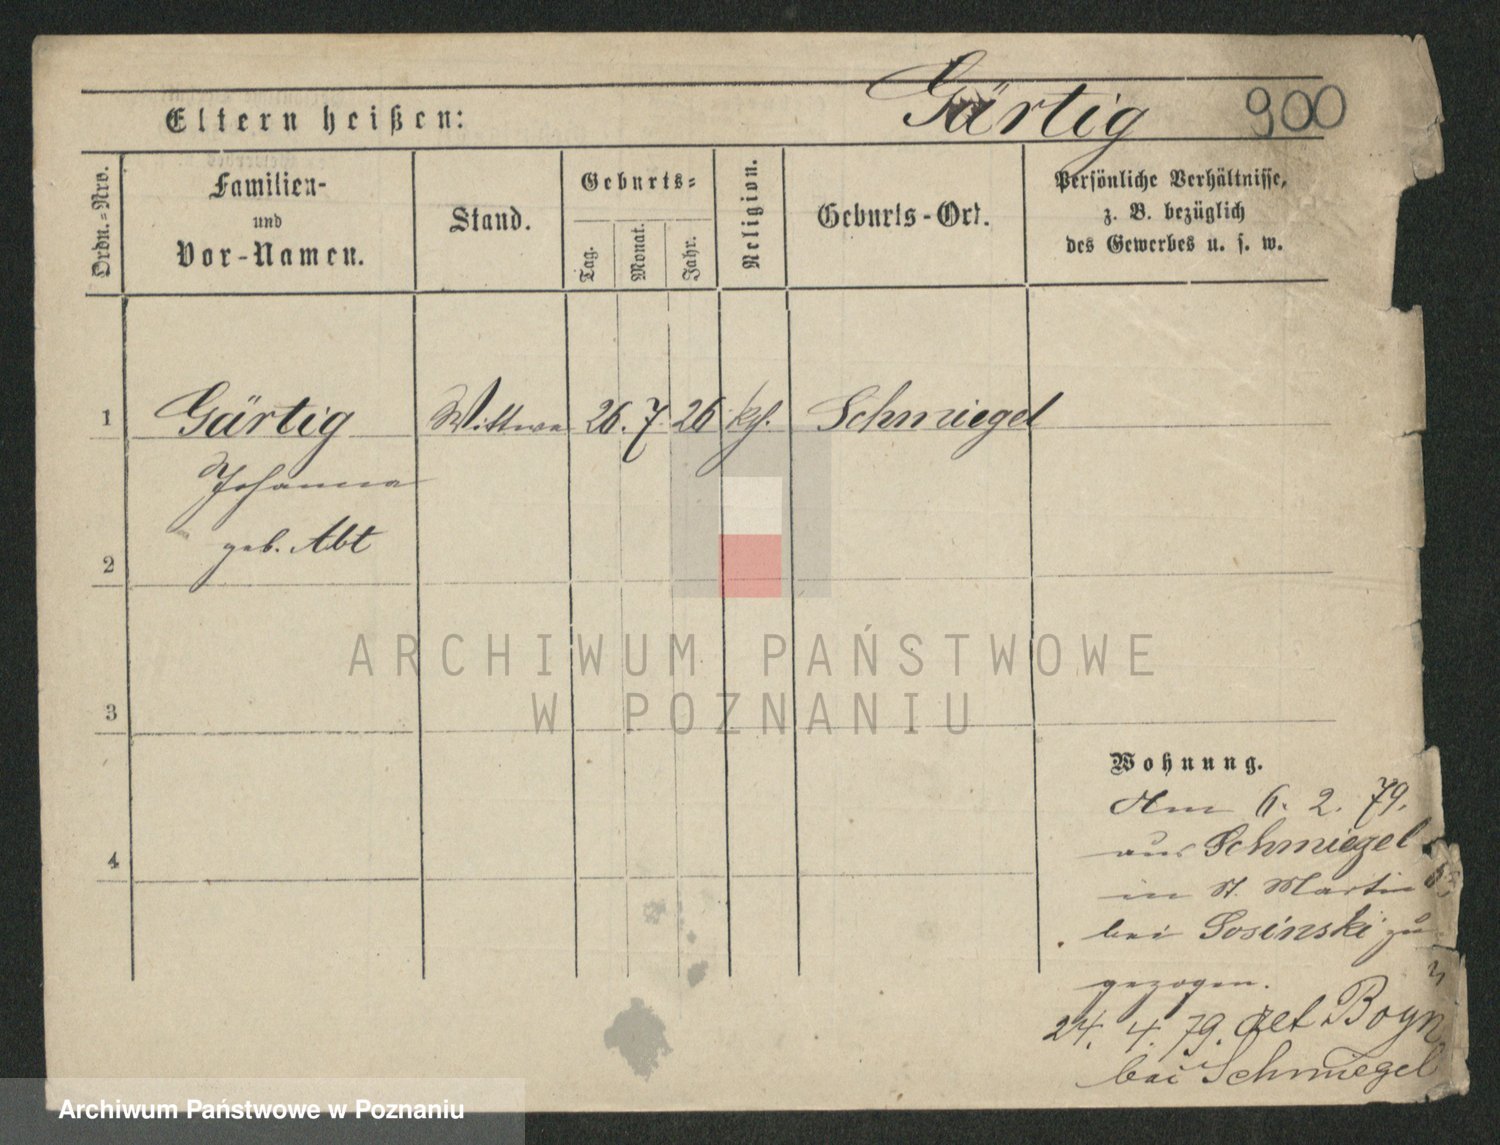 Eltern heißen: Gärtig 900
Ordn.-Nro.
Familien-
und
Vor-Namen.
Stand.
Geburts-
Tag.
Monat.
Jahr.
Religion.
Geburts-Ort.
Persönliche Verhältnisse,
z. B. bezüglich
des Gewerbes u. s. w.
1 Gärtig Wittwe 26. 7 26 kg. Schmiegel
Johanna
geb. Abt
2
3
4
ARCHIWUM PAŃSTWOWE
W POZNANIU
Wohnung.
Am 6. 2. 79.
aus Schmiegel
in St. Martin
bei Sosinski zu
gezogen.
24. 4. 79.
bei Schmiegel
Archiwum Państwowe w Poznaniu